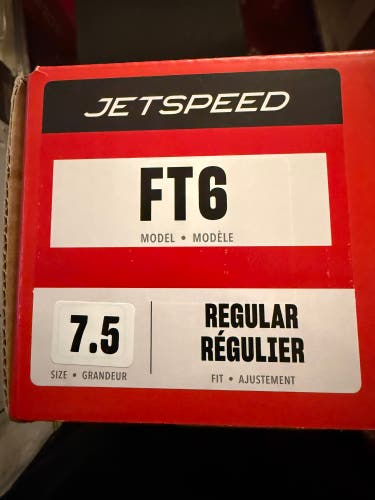 JETSPEED
FT6
MODEL • MODÈLE
7.5
SIZE • GRANDEUR
REGULAR
RÉGULIER
FIT • AJUSTEMENT